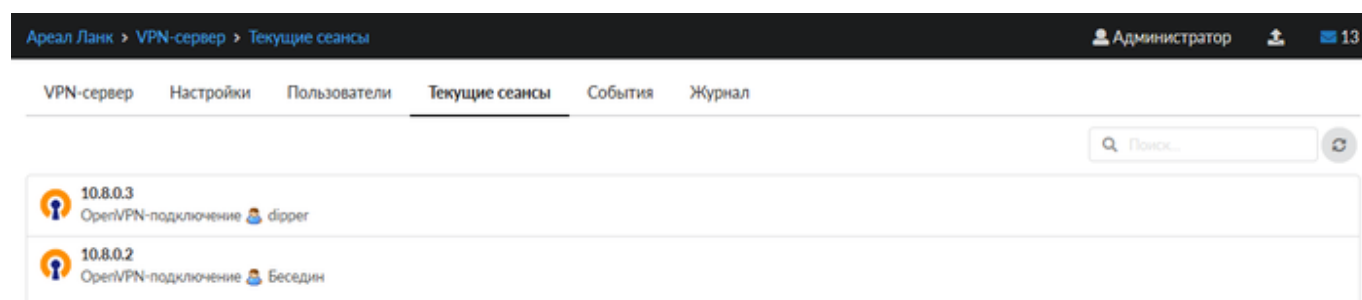 Ареал Ланк > VPN-сервер > Текущие сеансы Администратор 13
VPN-сервер Настройки Пользователи Текущие сеансы События Журнал
Поиск...
10.8.0.3
OpenVPN-подключение dipper
10.8.0.2
OpenVPN-подключение Беседин